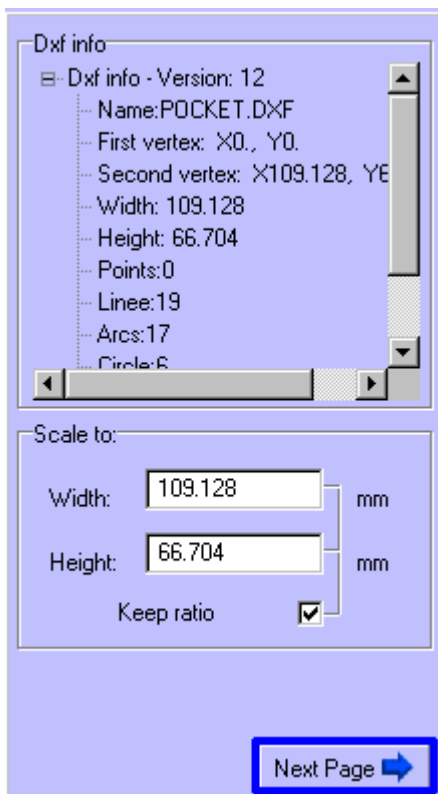 Dxf info
Dxf info - Version: 12
Name:POCKET.DXF
First vertex: X0., Y0.
Second vertex: X109.128, Y6
Width: 109.128
Height: 66.704
Points:0
Linee:19
Arcs:17
Circle:6
Scale to:
Width: 109.128 mm
Height: 66.704 mm
Keep ratio
Next Page